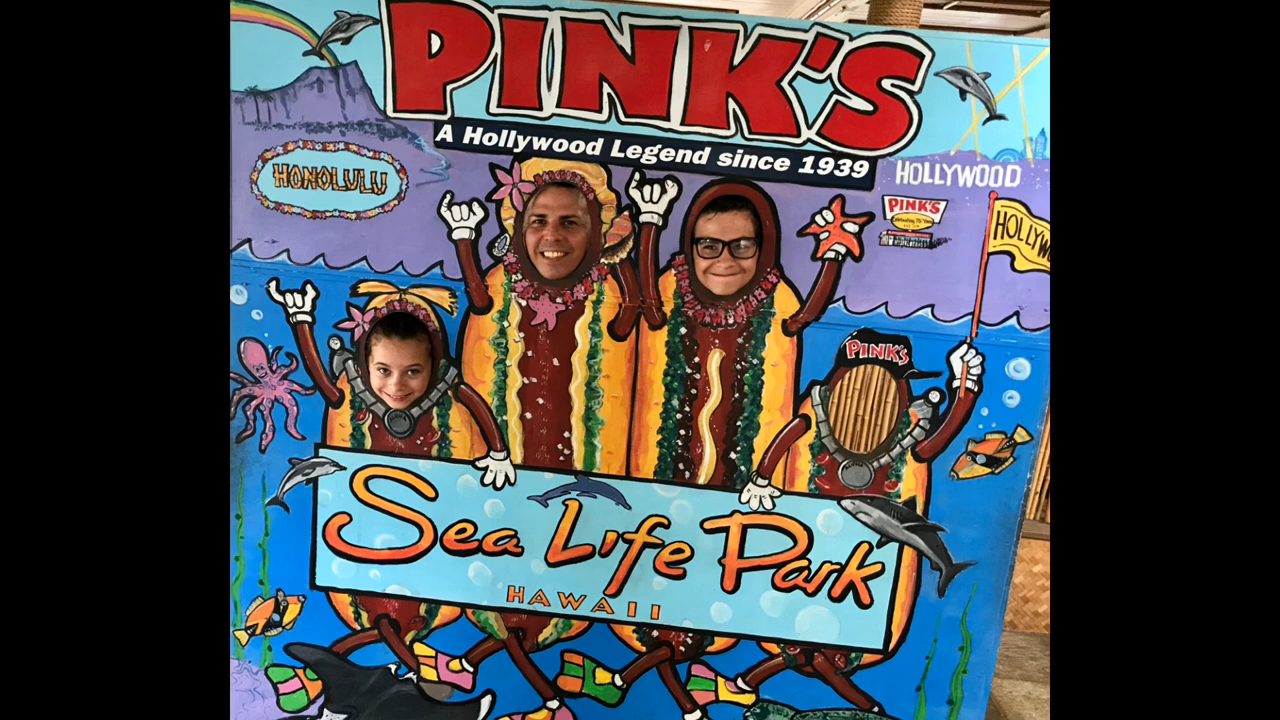 PINK'S
A Hollywood Legend since 1939
HONOLULU
HOLLYWOOD
PINK'S
HOLLYW
PINK'S
Sea Life Park
HAWAII